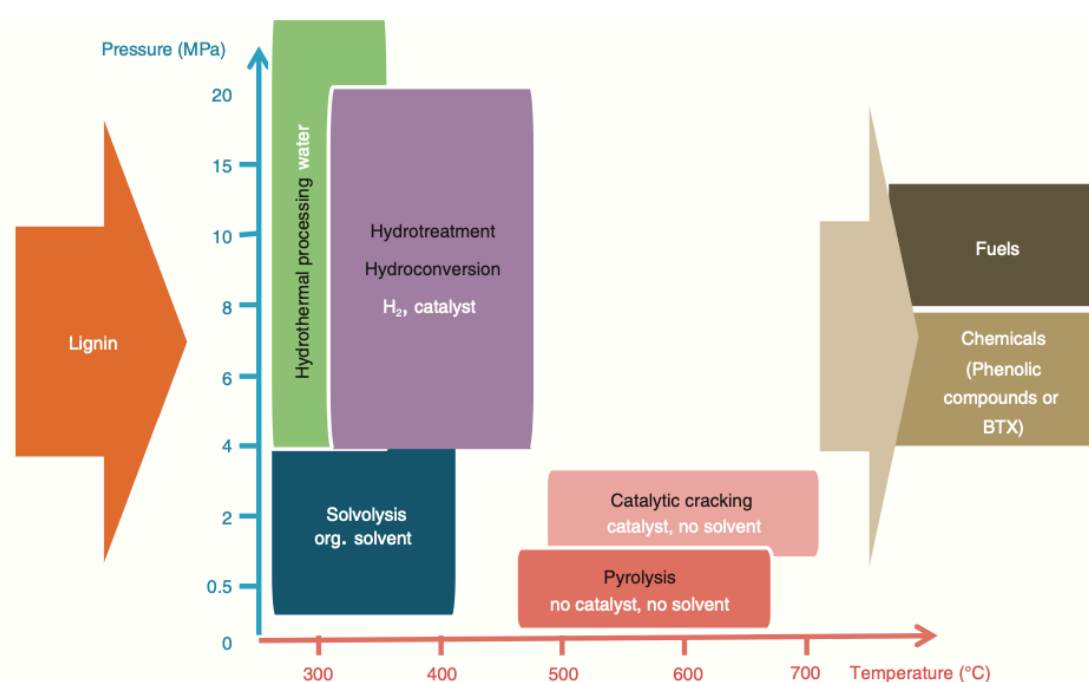 Pressure (MPa)
20
15
10
8
6
4
2
0.5
0
300
400
500
600
700
Temperature (°C)
Lignin
Hydrothermal processing water
Hydrotreatment
Hydroconversion
H₂, catalyst
Solvolysis
org. solvent
Catalytic cracking
catalyst, no solvent
Pyrolysis
no catalyst, no solvent
Fuels
Chemicals
(Phenolic
compounds or
BTX)